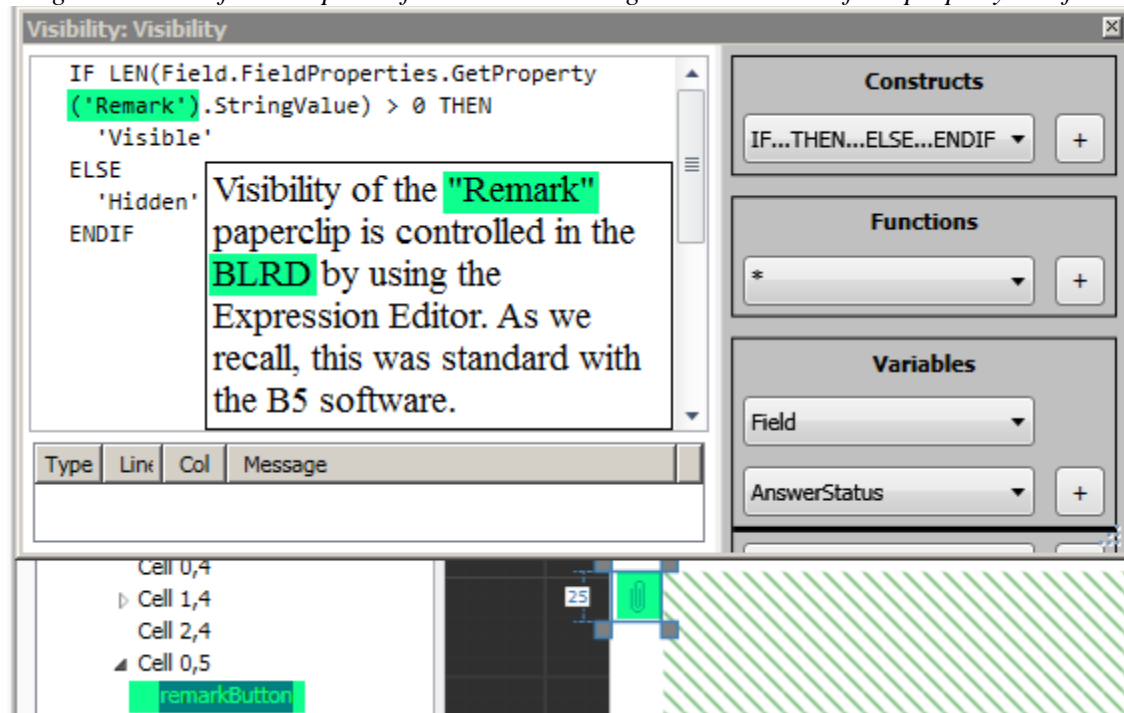 Visibility: Visibility
IF LEN(Field.FieldProperties.GetProperty
('Remark').StringValue) > 0 THEN
'Visible'
ELSE
'Hidden'
ENDIF
Visibility of the "Remark"
paperclip is controlled in the
BLRD by using the
Expression Editor. As we
recall, this was standard with
the B5 software.
Type Line Col Message
Constructs
IF...THEN...ELSE...ENDIF +
Functions
* +
Variables
Field
AnswerStatus +
Cell 0,4
Cell 1,4
Cell 2,4
Cell 0,5
remarkButton
25